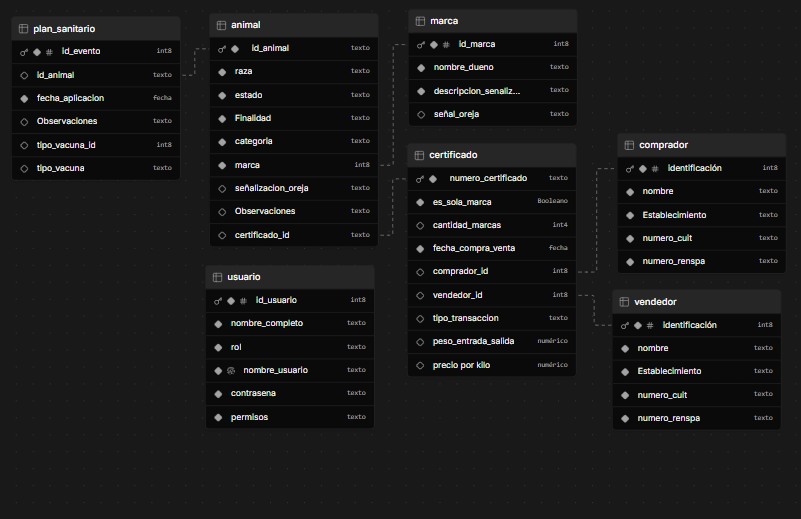 plan_sanitario
id_evento int8
id_animal texto
fecha_aplicacion fecha
Observaciones texto
tipo_vacuna_id int8
tipo_vacuna texto
animal
id_animal texto
raza texto
estado texto
Finalidad texto
categoria texto
marca int8
señalizacion_oreja texto
Observaciones texto
certificado_id texto
usuario
id_usuario int8
nombre_completo texto
rol texto
nombre_usuario texto
contrasena texto
permisos texto
marca
id_marca int8
nombre_dueno texto
descripcion_senaliz... texto
señal_oreja texto
certificado
numero_certificado texto
es_sola_marca Booleano
cantidad_marcas int4
fecha_compra_venta fecha
comprador_id int8
vendedor_id int8
tipo_transaccion texto
peso_entrada_salida numérico
precio por kilo numérico
comprador
identificación int8
nombre texto
Establecimiento texto
numero_cuit texto
numero_renspa texto
vendedor
identificación int8
nombre texto
Establecimiento texto
numero_cuit texto
numero_renspa texto